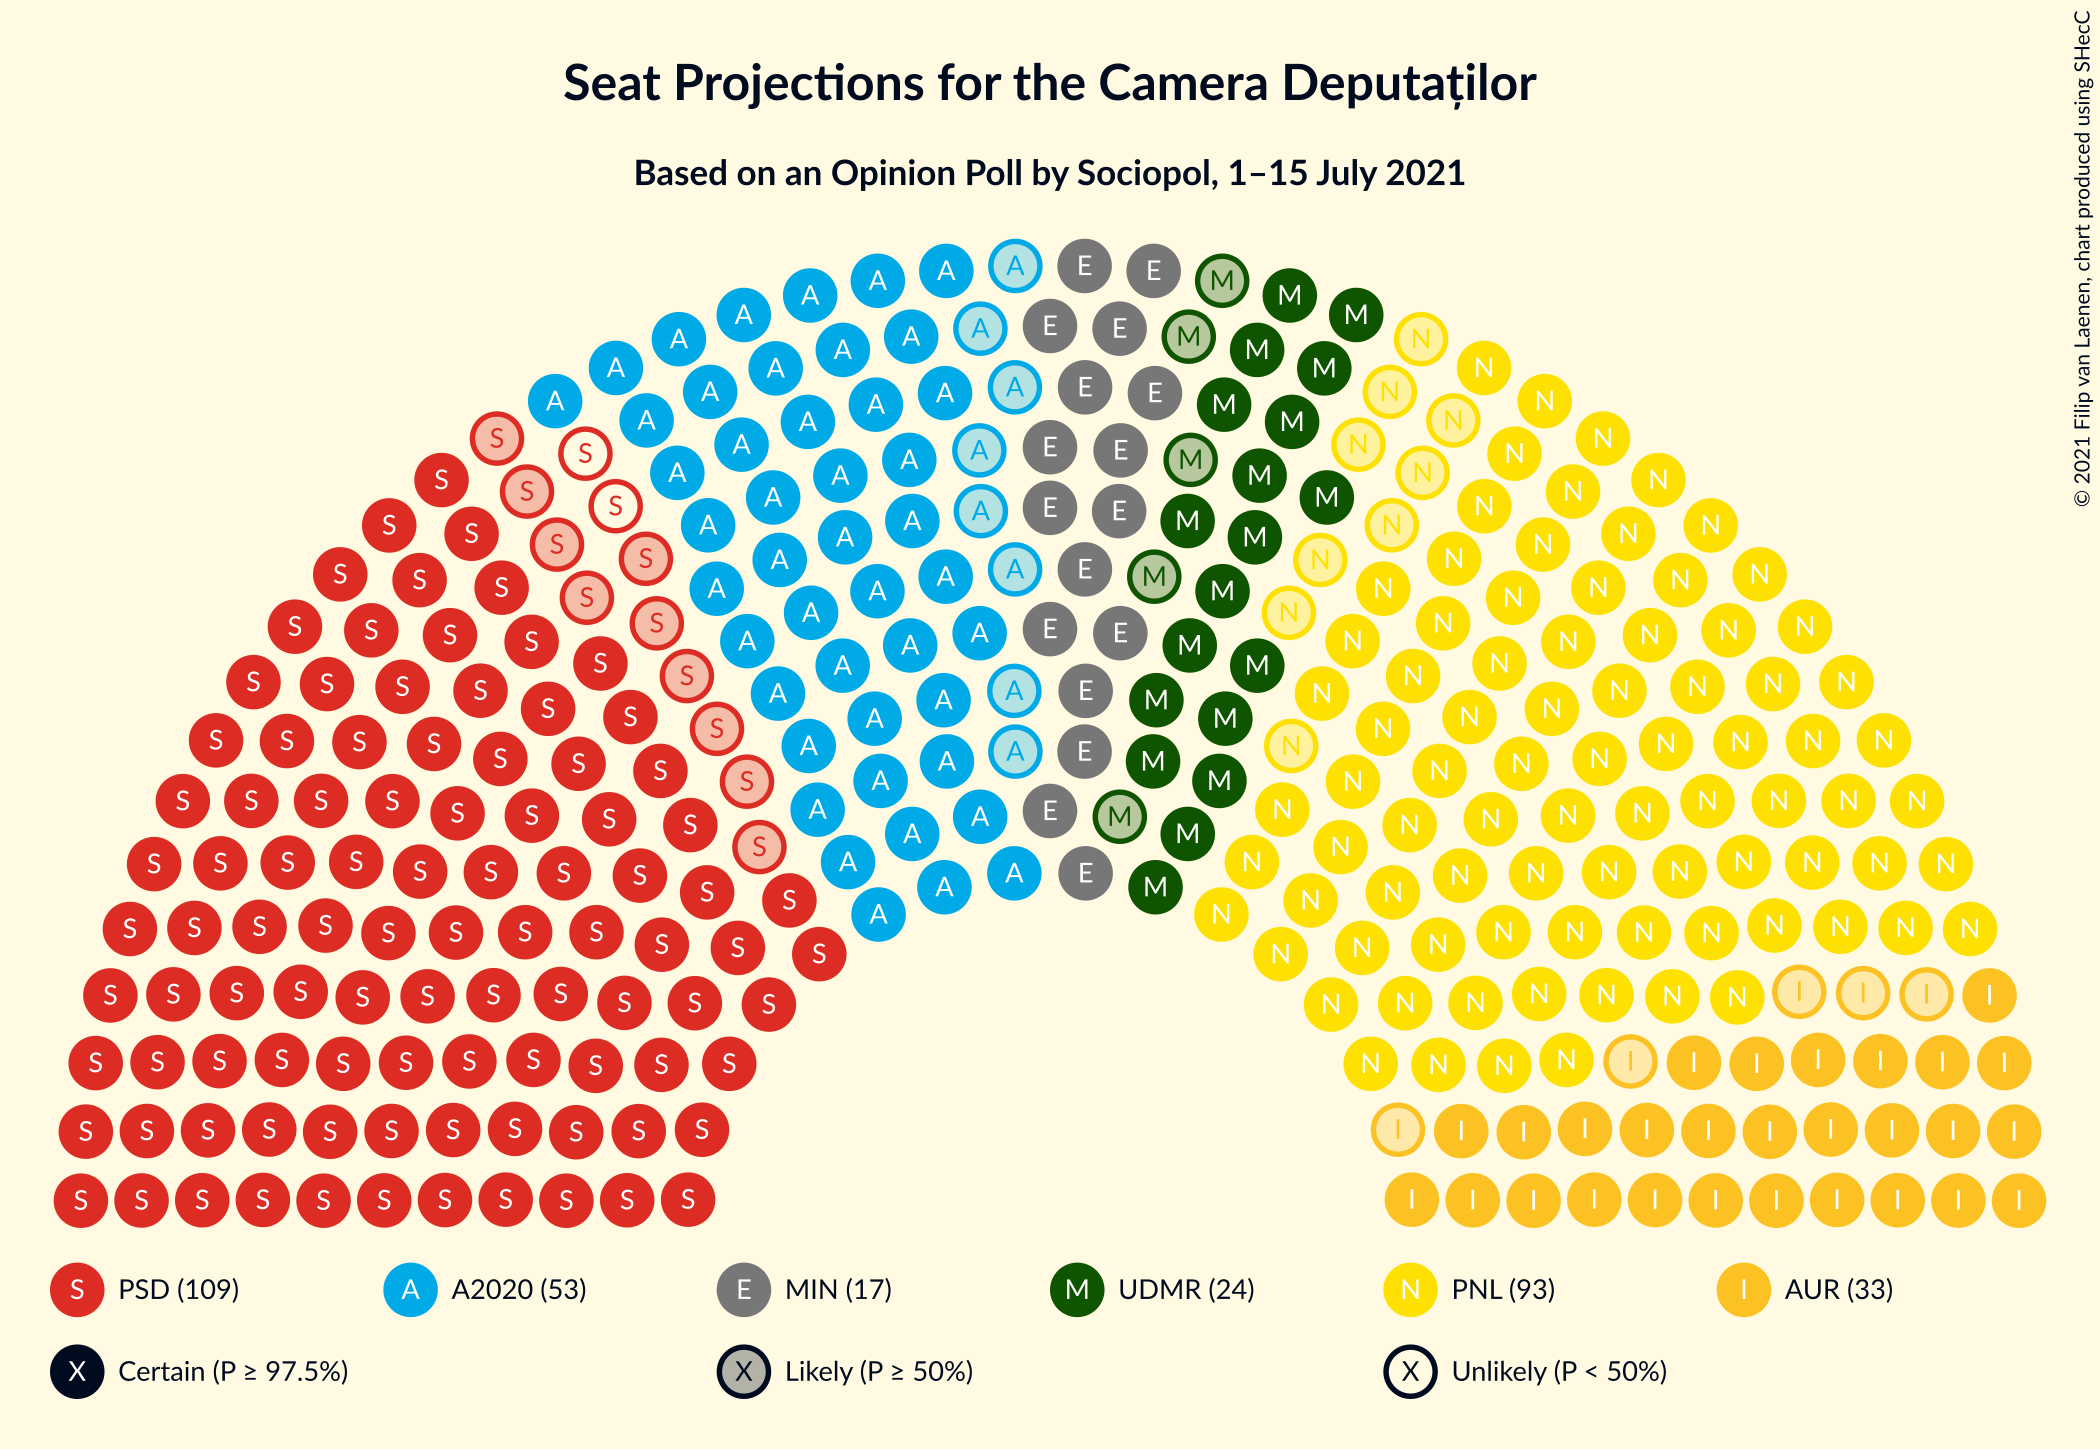 Seat Projections for the Camera Deputaților
Based on an Opinion Poll by Sociopol, 1–15 July 2021
© 2021 Filip van Laenen, chart produced using SHecC
S PSD (109)
A A2020 (53)
E MIN (17)
M UDMR (24)
N PNL (93)
I AUR (33)
X Certain (P ≥ 97.5%)
X Likely (P ≥ 50%)
X Unlikely (P < 50%)